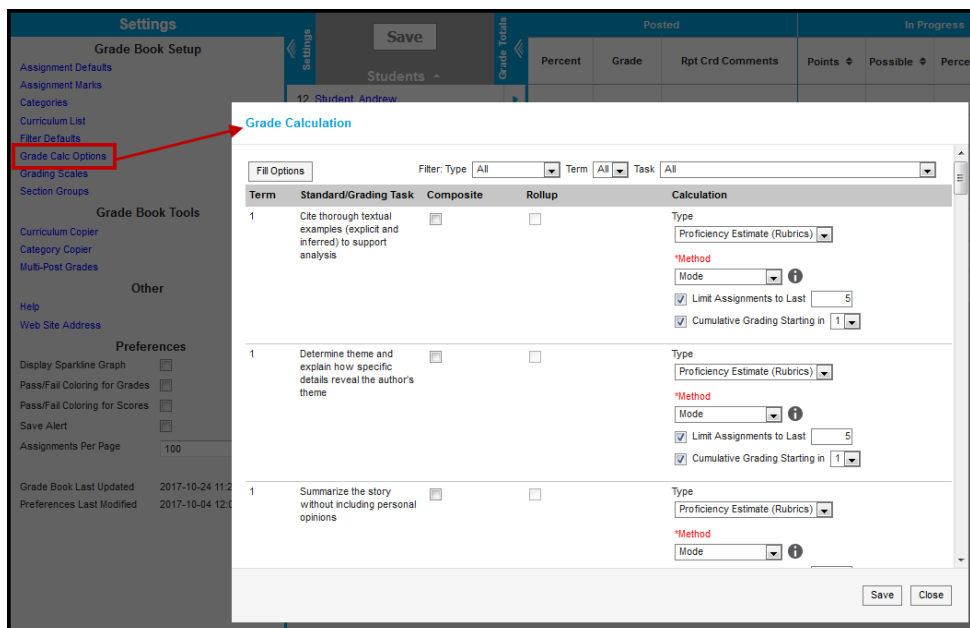 Settings
Grade Book Setup
Assignment Defaults
Assignment Marks
Categories
Curriculum List
Filter Defaults
Grade Calc Options
Grading Scales
Section Groups
Grade Book Tools
Curriculum Copier
Category Copier
Multi-Post Grades
Other
Help
Web Site Address
Preferences
Display Sparkline Graph
Pass/Fail Coloring for Grades
Pass/Fail Coloring for Scores
Save Alert
Assignments Per Page 100
Grade Book Last Updated 2017-10-24 11:2
Preferences Last Modified 2017-10-04 12:0
Settings
Save
Students
12. Student, Andrew
Grade Totals
Posted In Progress
Percent Grade Rpt Crd Comments Points Possible Perce
Grade Calculation
Fill Options Filter: Type All Term All Task All
Term Standard/Grading Task Composite Rollup Calculation
1 Cite thorough textual
examples (explicit and
inferred) to support
analysis
Type
Proficiency Estimate (Rubrics)
*Method
Mode
Limit Assignments to Last 5
Cumulative Grading Starting in 1
1 Determine theme and
explain how specific
details reveal the author's
theme
Type
Proficiency Estimate (Rubrics)
*Method
Mode
Limit Assignments to Last 5
Cumulative Grading Starting in 1
1 Summarize the story
without including personal
opinions
Type
Proficiency Estimate (Rubrics)
*Method
Mode
Save Close